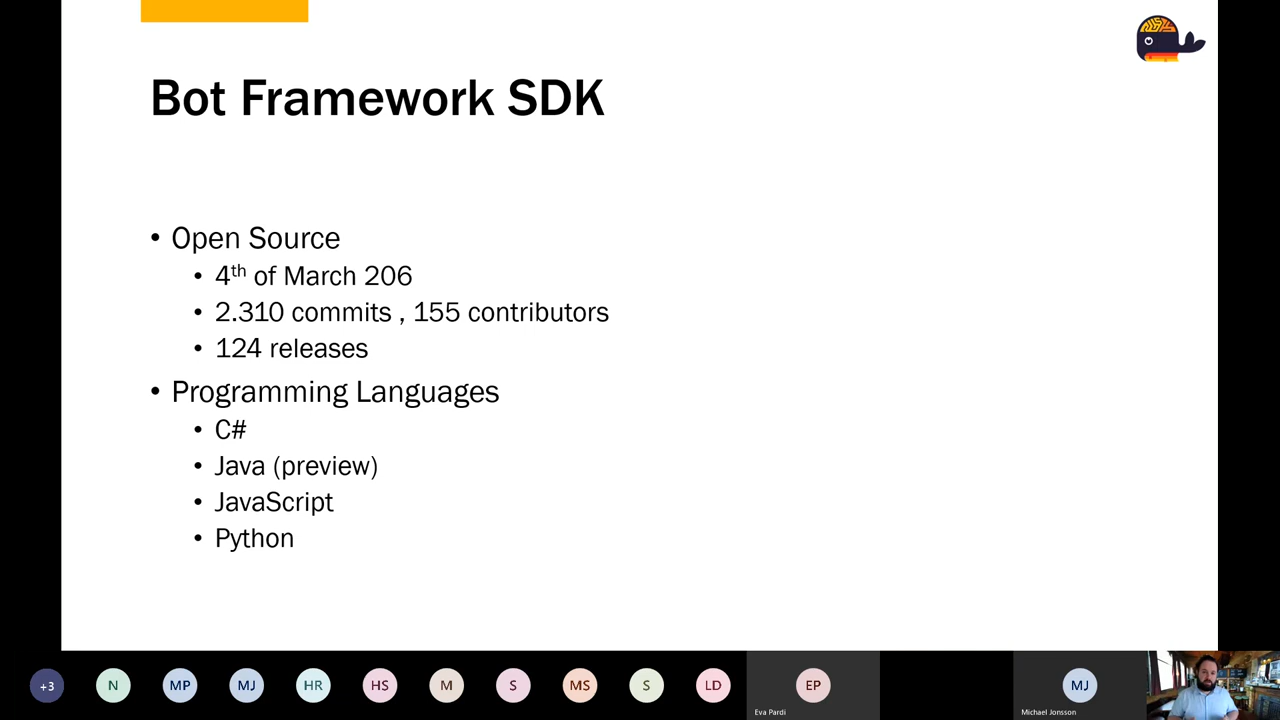 Bot Framework SDK
• Open Source
• 4th of March 206
• 2.310 commits , 155 contributors
• 124 releases
• Programming Languages
• C#
• Java (preview)
• JavaScript
• Python
+3
N
MP
MJ
HR
HS
M
S
MS
S
LD
EP
MJ
Eva Pardi
Michael Jonsson